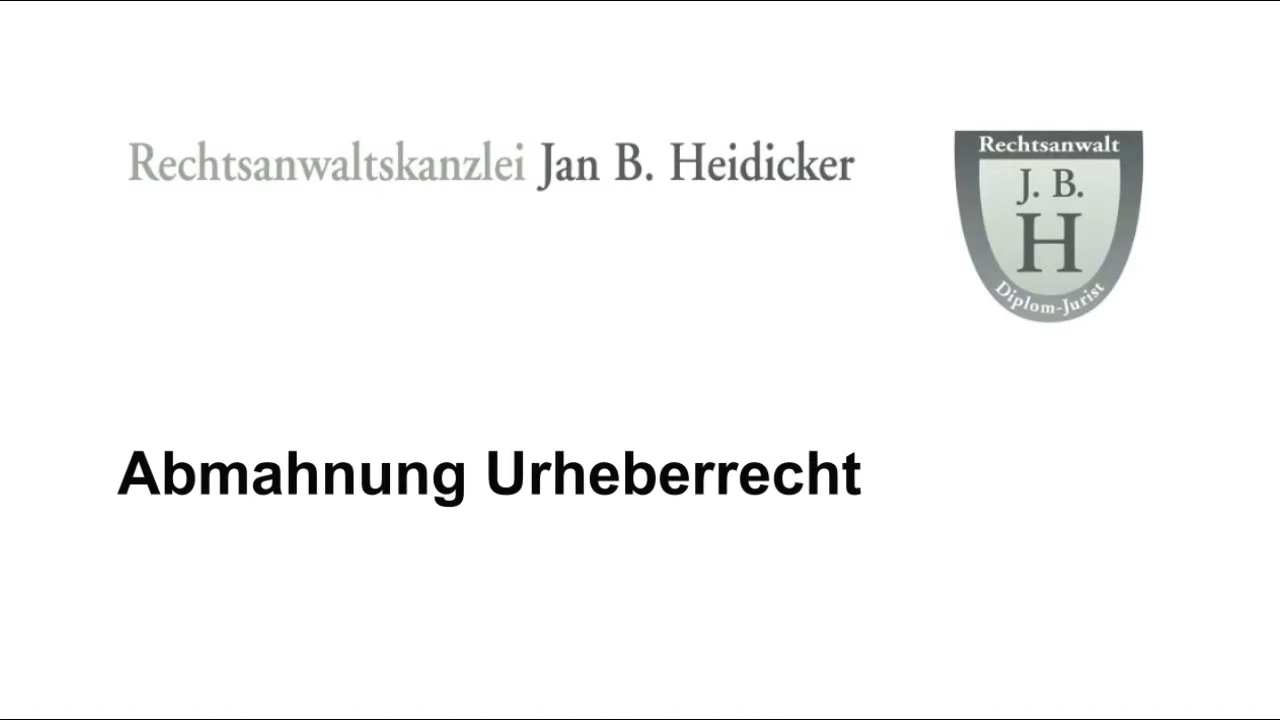 Rechtsanwaltskanzlei Jan B. Heidicker
Rechtsanwalt
J. B.
H
Diplom-Jurist
Abmahnung Urheberrecht